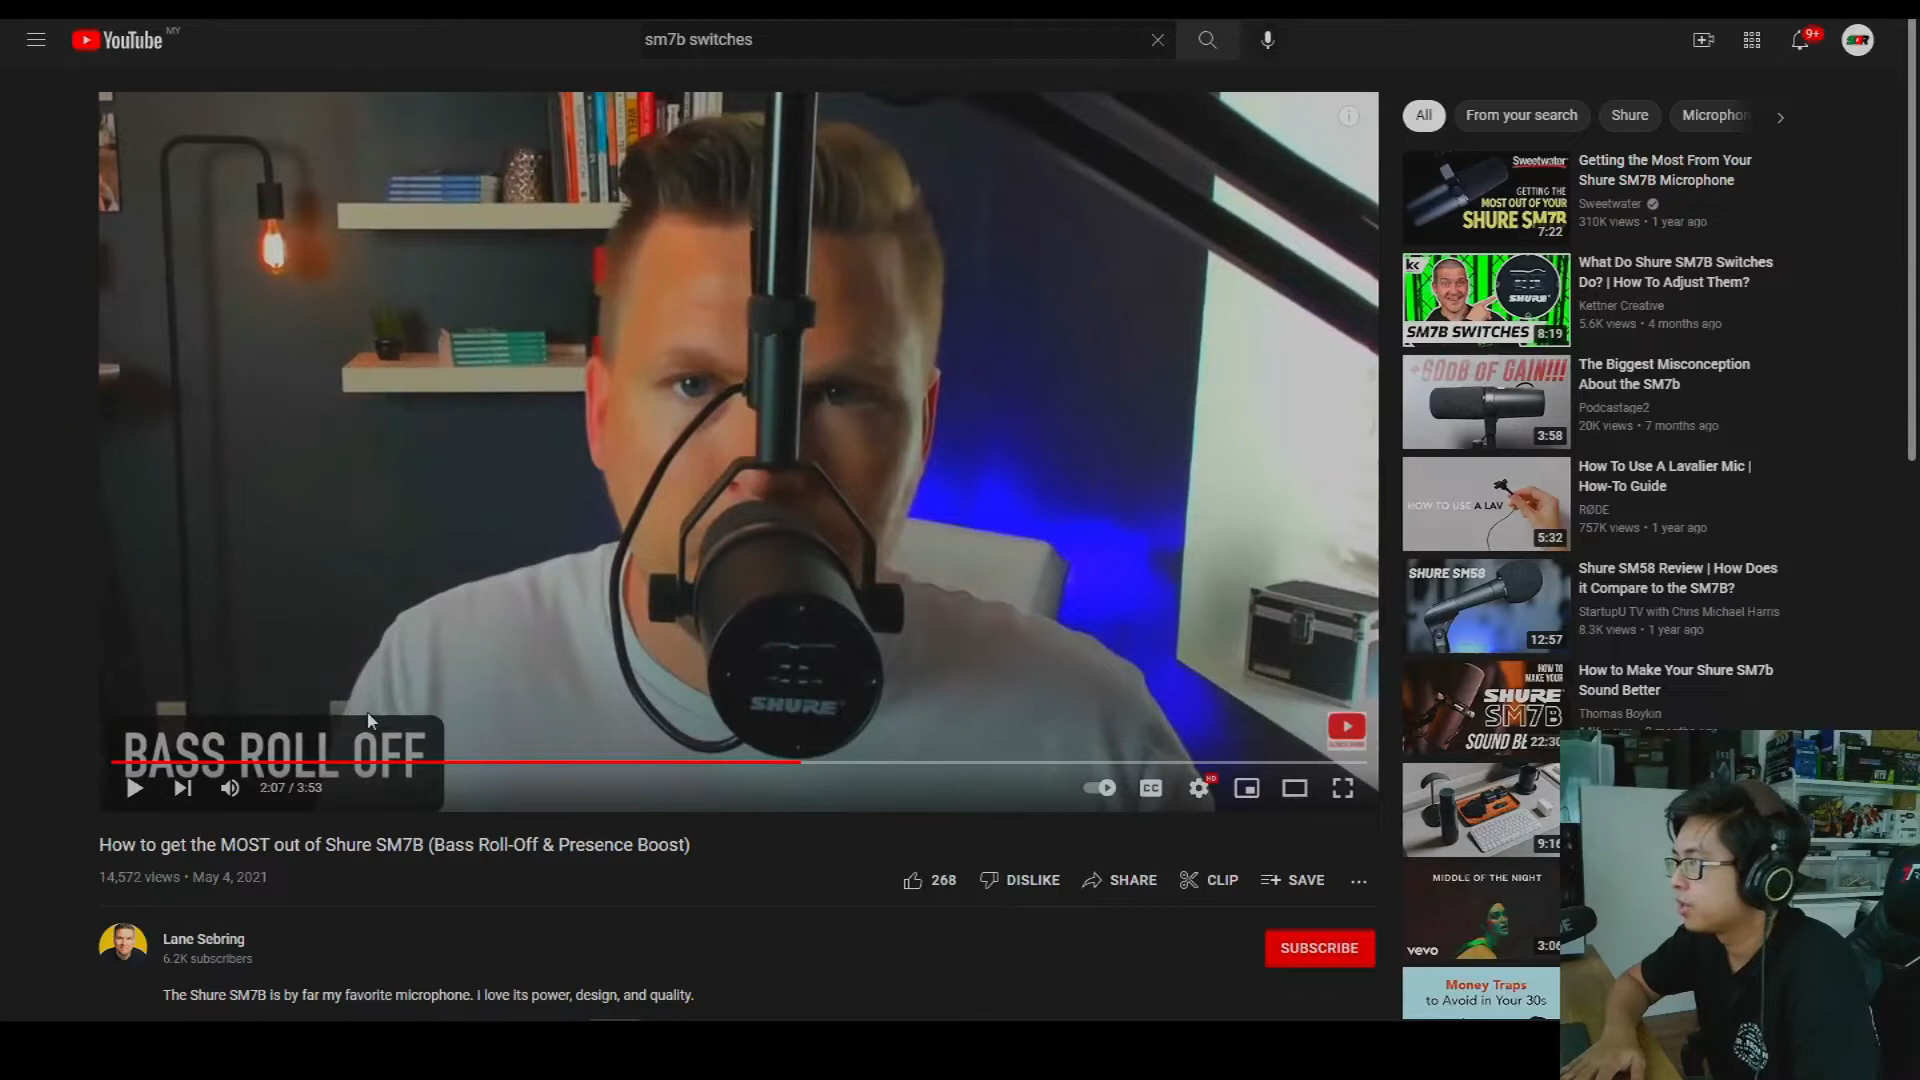 YouTube MY
sm7b switches
9+
SGR
All
From your search
Shure
Microphon
SHURE
BASS ROLL OFF
SUBSCRIBE
2:07 / 3:53
CC
HD
How to get the MOST out of Shure SM7B (Bass Roll-Off & Presence Boost)
14,572 views • May 4, 2021
268
DISLIKE
SHARE
CLIP
SAVE
Lane Sebring
6.2K subscribers
SUBSCRIBE
The Shure SM7B is by far my favorite microphone. I love its power, design, and quality.
Sweetwater
GETTING THE
MOST OUT OF YOUR
SHURE SM7B
7:22
Getting the Most From Your
Shure SM7B Microphone
Sweetwater
310K views • 1 year ago
KC
SHURE
SM7B SWITCHES
8:19
What Do Shure SM7B Switches
Do? | How To Adjust Them?
Kettner Creative
5.6K views • 4 months ago
+60DB OF GAIN!!!
3:58
The Biggest Misconception
About the SM7b
Podcastage2
20K views • 7 months ago
HOW TO USE A LAV
5:32
How To Use A Lavalier Mic |
How-To Guide
RØDE
757K views • 1 year ago
SHURE SM58
12:57
Shure SM58 Review | How Does
it Compare to the SM7B?
StartupU TV with Chris Michael Harris
8.3K views • 1 year ago
HOW TO
MAKE YOUR
SHURE
SM7B
SOUND BE
22:30
How to Make Your Shure SM7b
Sound Better
Thomas Boykin
9:16
MIDDLE OF THE NIGHT
vevo
3:06
Money Traps
to Avoid in Your 30s